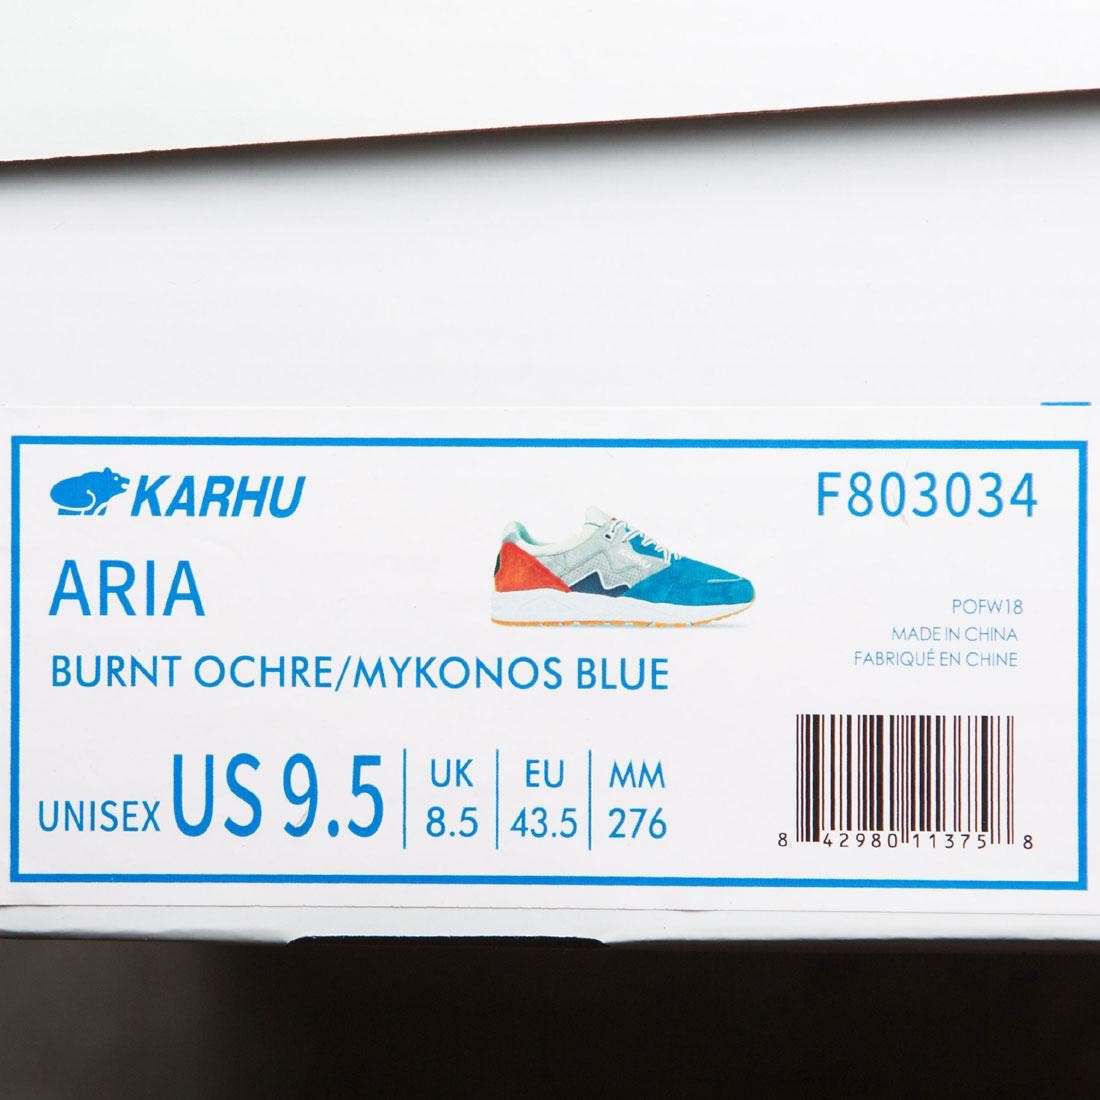 KARHU
F803034
ARIA
POFW18
MADE IN CHINA
FABRIQUÉ EN CHINE
BURNT OCHRE/MYKONOS BLUE
UNISEX US 9.5
UK
8.5
EU
43.5
MM
276
8 42980 11375 8